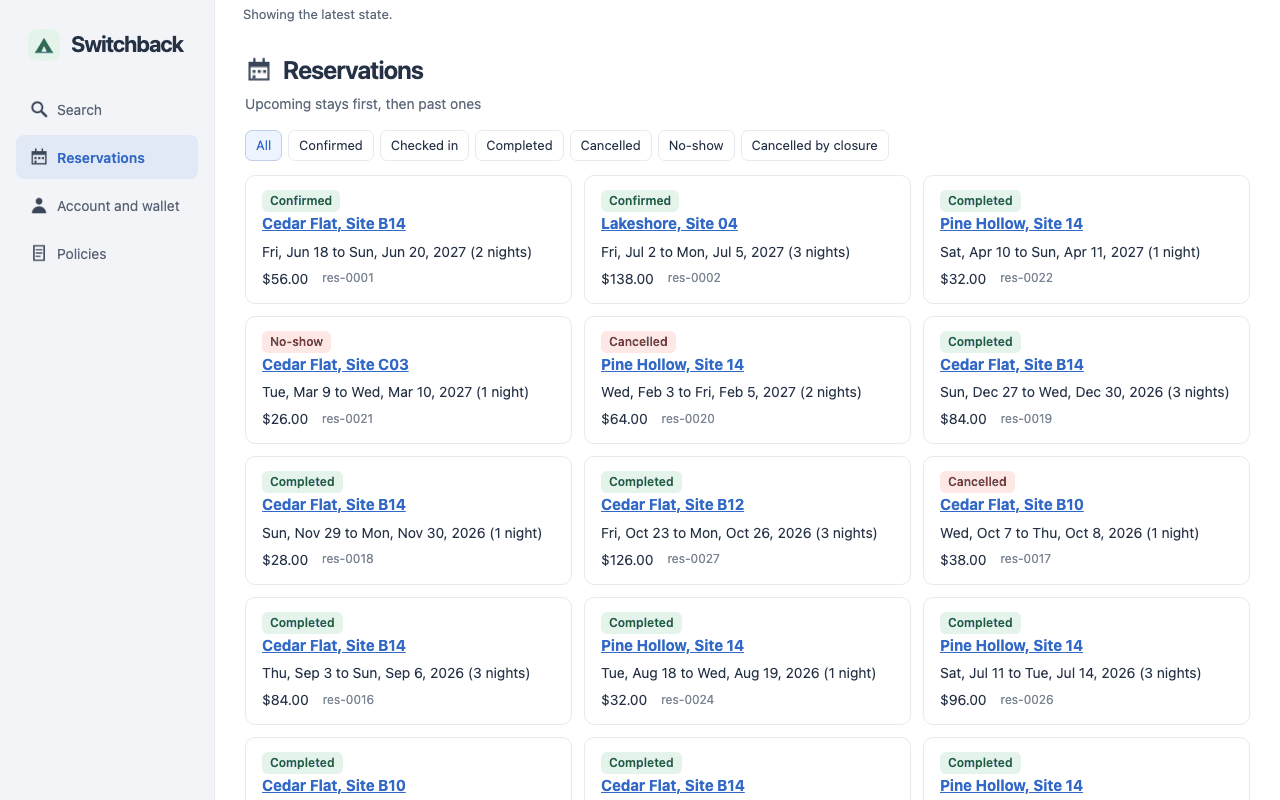 Switchback
Search
Reservations
Account and wallet
Policies
Showing the latest state.
Reservations
Upcoming stays first, then past ones
All
Confirmed
Checked in
Completed
Cancelled
No-show
Cancelled by closure
Confirmed
Cedar Flat, Site B14
Fri, Jun 18 to Sun, Jun 20, 2027 (2 nights)
$56.00 res-0001
Confirmed
Lakeshore, Site 04
Fri, Jul 2 to Mon, Jul 5, 2027 (3 nights)
$138.00 res-0002
Completed
Pine Hollow, Site 14
Sat, Apr 10 to Sun, Apr 11, 2027 (1 night)
$32.00 res-0022
No-show
Cedar Flat, Site C03
Tue, Mar 9 to Wed, Mar 10, 2027 (1 night)
$26.00 res-0021
Cancelled
Pine Hollow, Site 14
Wed, Feb 3 to Fri, Feb 5, 2027 (2 nights)
$64.00 res-0020
Completed
Cedar Flat, Site B14
Sun, Dec 27 to Wed, Dec 30, 2026 (3 nights)
$84.00 res-0019
Completed
Cedar Flat, Site B14
Sun, Nov 29 to Mon, Nov 30, 2026 (1 night)
$28.00 res-0018
Completed
Cedar Flat, Site B12
Fri, Oct 23 to Mon, Oct 26, 2026 (3 nights)
$126.00 res-0027
Cancelled
Cedar Flat, Site B10
Wed, Oct 7 to Thu, Oct 8, 2026 (1 night)
$38.00 res-0017
Completed
Cedar Flat, Site B14
Thu, Sep 3 to Sun, Sep 6, 2026 (3 nights)
$84.00 res-0016
Completed
Pine Hollow, Site 14
Tue, Aug 18 to Wed, Aug 19, 2026 (1 night)
$32.00 res-0024
Completed
Pine Hollow, Site 14
Sat, Jul 11 to Tue, Jul 14, 2026 (3 nights)
$96.00 res-0026
Completed
Cedar Flat, Site B10
Completed
Cedar Flat, Site B14
Completed
Pine Hollow, Site 14